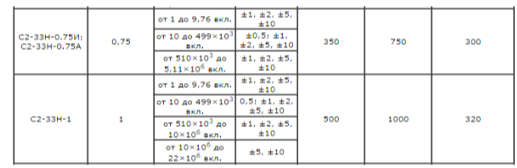 от 1 до 9,76 вкл.
±1, ±2, ±5,
±10
С2-33Н-0.75И;
С2-33Н-0.75А
0,75
от 10 до 499×10³
вкл.
±0,5; ±1,
±2, ±5, ±10
350
750
300
от 510×10³ до
5,11×10⁶ вкл.
±1, ±2, ±5,
±10
от 1 до 9,76 вкл.
±1, ±2, ±5,
±10
С2-33Н-1
1
от 10 до 499×10³
вкл.
0,5; ±1, ±2,
±5, ±10
500
1000
320
от 510×10³ до
10×10⁶ вкл.
±1, ±2, ±5,
±10
от 10×10⁶ до
22×10⁶ вкл.
±5, ±10